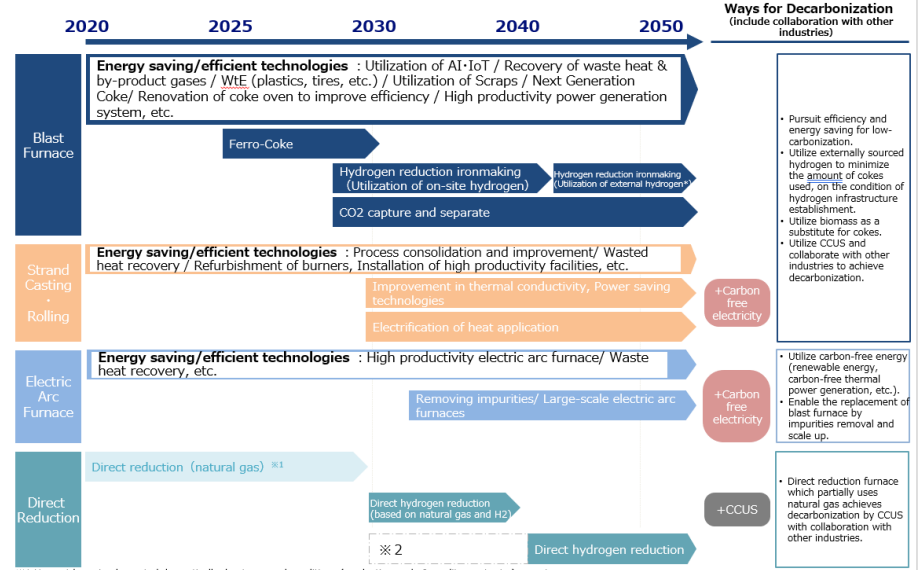 2020 2025 2030 2040 2050
Ways for Decarbonization
(include collaboration with other
industries)
Blast
Furnace
Energy saving/efficient technologies : Utilization of AI・IoT / Recovery of waste heat &
by-product gases / WtE (plastics, tires, etc.) / Utilization of Scraps / Next Generation
Coke/ Renovation of coke oven to improve efficiency / High productivity power generation
system, etc.
Ferro-Coke
Hydrogen reduction ironmaking
（Utilization of on-site hydrogen）
Hydrogen reduction ironmaking
(Utilization of external hydrogen*)
CO2 capture and separate
• Pursuit efficiency and
energy saving for low-
carbonization.
• Utilize externally sourced
hydrogen to minimize
the amount of cokes
used, on the condition of
hydrogen infrastructure
establishment.
• Utilize biomass as a
substitute for cokes.
• Utilize CCUS and
collaborate with other
industries to achieve
decarbonization.
Strand
Casting
・
Rolling
Energy saving/efficient technologies : Process consolidation and improvement/ Wasted
heat recovery / Refurbishment of burners, Installation of high productivity facilities, etc.
Improvement in thermal conductivity, Power saving
technologies
Electrification of heat application
+Carbon
free
electricity
Electric
Arc
Furnace
Energy saving/efficient technologies : High productivity electric arc furnace/ Waste
heat recovery, etc.
Removing impurities/ Large-scale electric arc
furnaces
+Carbon
free
electricity
• Utilize carbon-free energy
(renewable energy,
carbon-free thermal
power generation, etc.).
• Enable the replacement of
blast furnace by
impurities removal and
scale up.
Direct
Reduction
Direct reduction（natural gas）※1
Direct hydrogen reduction
(based on natural gas and H2)
※2
Direct hydrogen reduction
+CCUS
• Direct reduction furnace
which partially uses
natural gas achieves
decarbonization by CCUS
with collaboration with
other industries.